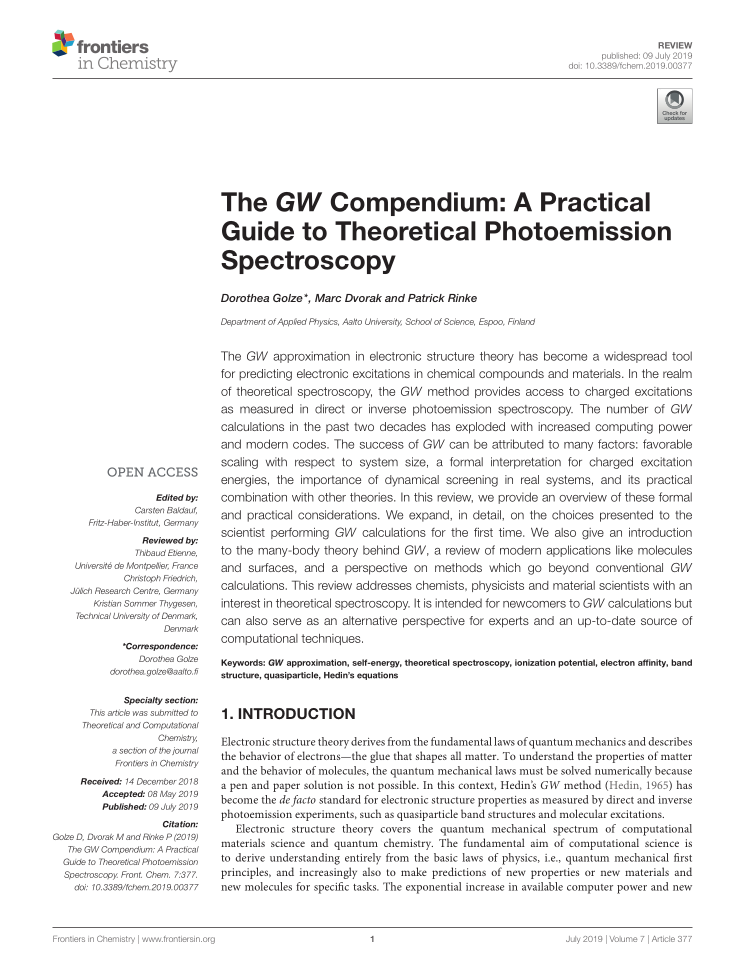 frontiers
in Chemistry
REVIEW
published: 09 July 2019
doi: 10.3389/fchem.2019.00377
Check for
updates
The GW Compendium: A Practical
Guide to Theoretical Photoemission
Spectroscopy
Dorothea Golze*, Marc Dvorak and Patrick Rinke
Department of Applied Physics, Aalto University, School of Science, Espoo, Finland
The GW approximation in electronic structure theory has become a widespread tool
for predicting electronic excitations in chemical compounds and materials. In the realm
of theoretical spectroscopy, the GW method provides access to charged excitations
as measured in direct or inverse photoemission spectroscopy. The number of GW
calculations in the past two decades has exploded with increased computing power
and modern codes. The success of GW can be attributed to many factors: favorable
scaling with respect to system size, a formal interpretation for charged excitation
energies, the importance of dynamical screening in real systems, and its practical
combination with other theories. In this review, we provide an overview of these formal
and practical considerations. We expand, in detail, on the choices presented to the
scientist performing GW calculations for the first time. We also give an introduction
to the many-body theory behind GW, a review of modern applications like molecules
and surfaces, and a perspective on methods which go beyond conventional GW
calculations. This review addresses chemists, physicists and material scientists with an
interest in theoretical spectroscopy. It is intended for newcomers to GW calculations but
can also serve as an alternative perspective for experts and an up-to-date source of
computational techniques.
Keywords: GW approximation, self-energy, theoretical spectroscopy, ionization potential, electron affinity, band
structure, quasiparticle, Hedin's equations
OPEN ACCESS
Edited by:
Carsten Baldauf,
Fritz-Haber-Institut, Germany
Reviewed by:
Thibaud Etienne,
Université de Montpellier, France
Christoph Friedrich,
Jülich Research Centre, Germany
Kristian Sommer Thygesen,
Technical University of Denmark,
Denmark
*Correspondence:
Dorothea Golze
dorothea.golze@aalto.fi
Specialty section:
This article was submitted to
Theoretical and Computational
Chemistry,
a section of the journal
Frontiers in Chemistry
Received: 14 December 2018
Accepted: 08 May 2019
Published: 09 July 2019
Citation:
Golze D, Dvorak M and Rinke P (2019)
The GW Compendium: A Practical
Guide to Theoretical Photoemission
Spectroscopy. Front. Chem. 7:377.
doi: 10.3389/fchem.2019.00377
1. INTRODUCTION
Electronic structure theory derives from the fundamental laws of quantum mechanics and describes
the behavior of electrons—the glue that shapes all matter. To understand the properties of matter
and the behavior of molecules, the quantum mechanical laws must be solved numerically because
a pen and paper solution is not possible. In this context, Hedin's GW method (Hedin, 1965) has
become the de facto standard for electronic structure properties as measured by direct and inverse
photoemission experiments, such as quasiparticle band structures and molecular excitations.
Electronic structure theory covers the quantum mechanical spectrum of computational
materials science and quantum chemistry. The fundamental aim of computational science is
to derive understanding entirely from the basic laws of physics, i.e., quantum mechanical first
principles, and increasingly also to make predictions of new properties or new materials and
new molecules for specific tasks. The exponential increase in available computer power and new
Frontiers in Chemistry | www.frontiersin.org
1
July 2019 | Volume 7 | Article 377